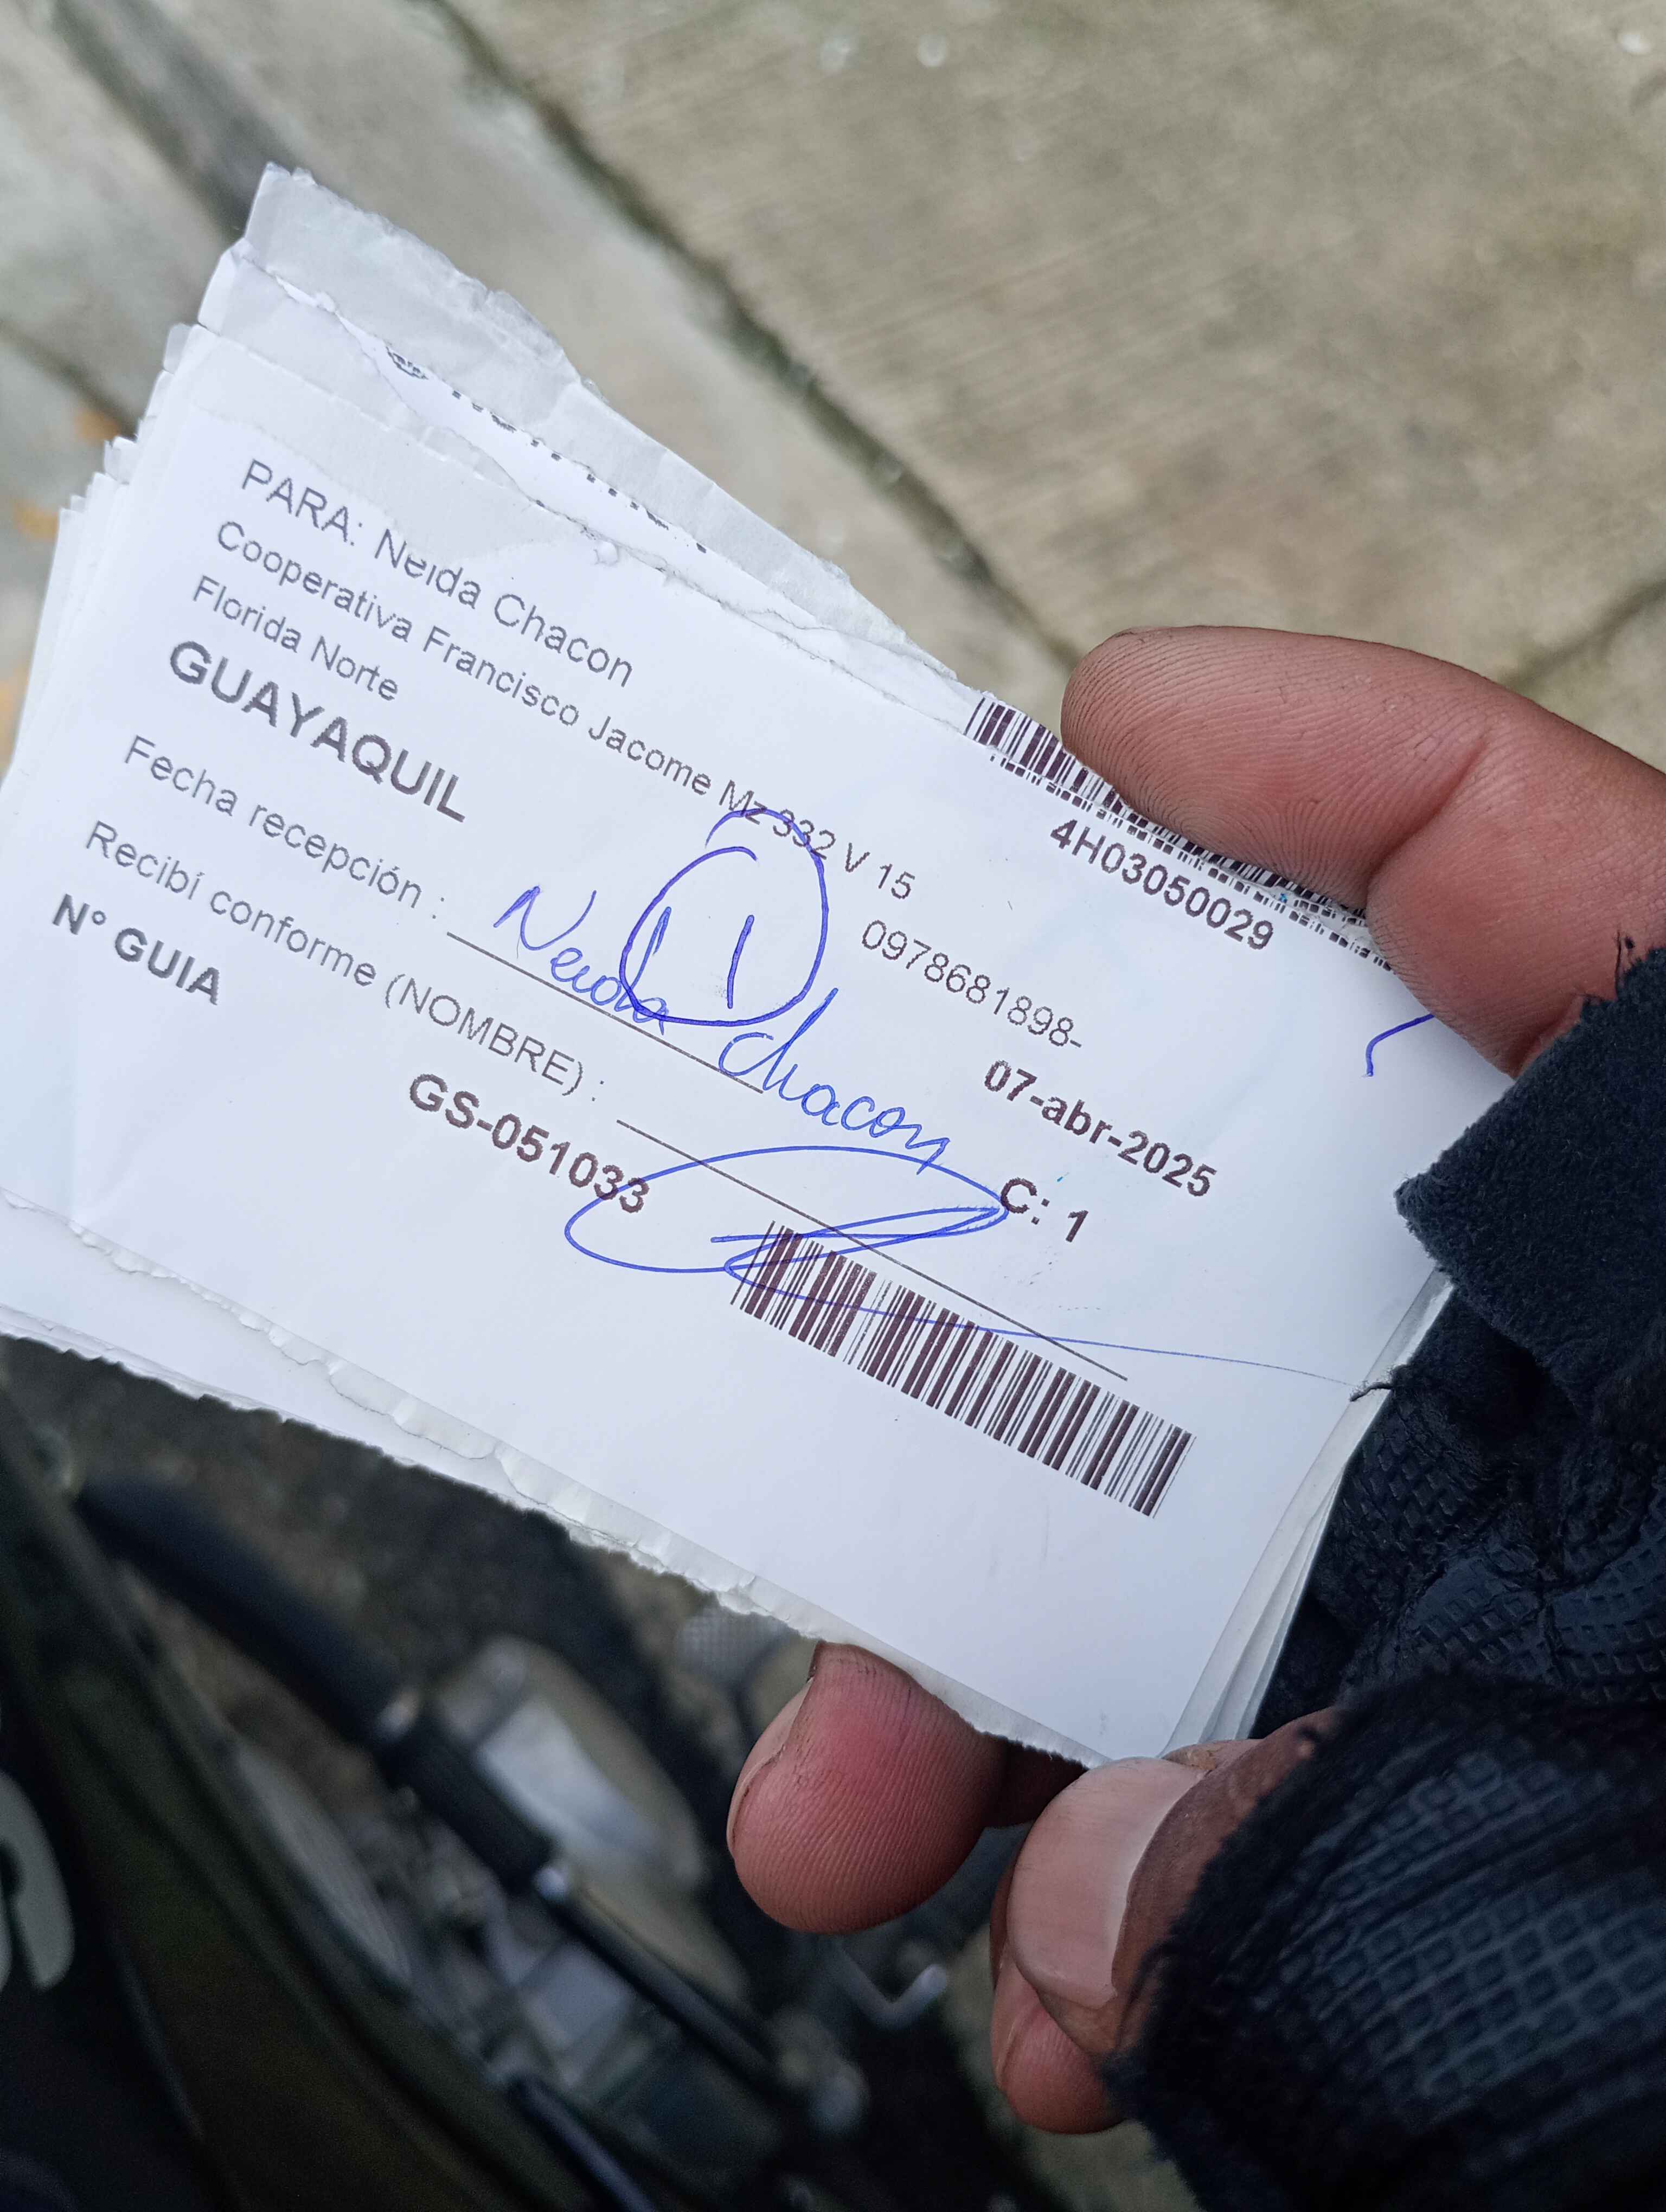 PARA: Neida Chacon
Cooperativa Francisco Jacome Mz 332 V 15
Florida Norte
GUAYAQUIL
4H03050029
0978681898-
Fecha recepción :
Neida Chacon
11
07-abr-2025
Recibí conforme (NOMBRE) :
C: 1
N° GUIA
GS-051033